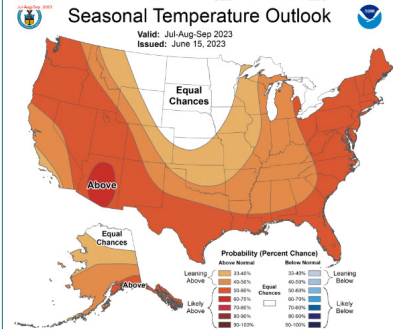 Jul-Aug-Sep 2023
Seasonal Temperature Outlook
Valid: Jul-Aug-Sep 2023
Issued: June 15, 2023
Equal
Chances
Above
Equal
Chances
Above
Probability (Percent Chance)
Above Normal
Below Normal
Leaning
Above
33-40%
40-50%
Likely
Above
50-60%
60-70%
70-80%
80-90%
90-100%
Equal
Chances
33-40%
40-50%
Leaning
Below
50-60%
60-70%
70-80%
80-90%
90-100%
Likely
Below